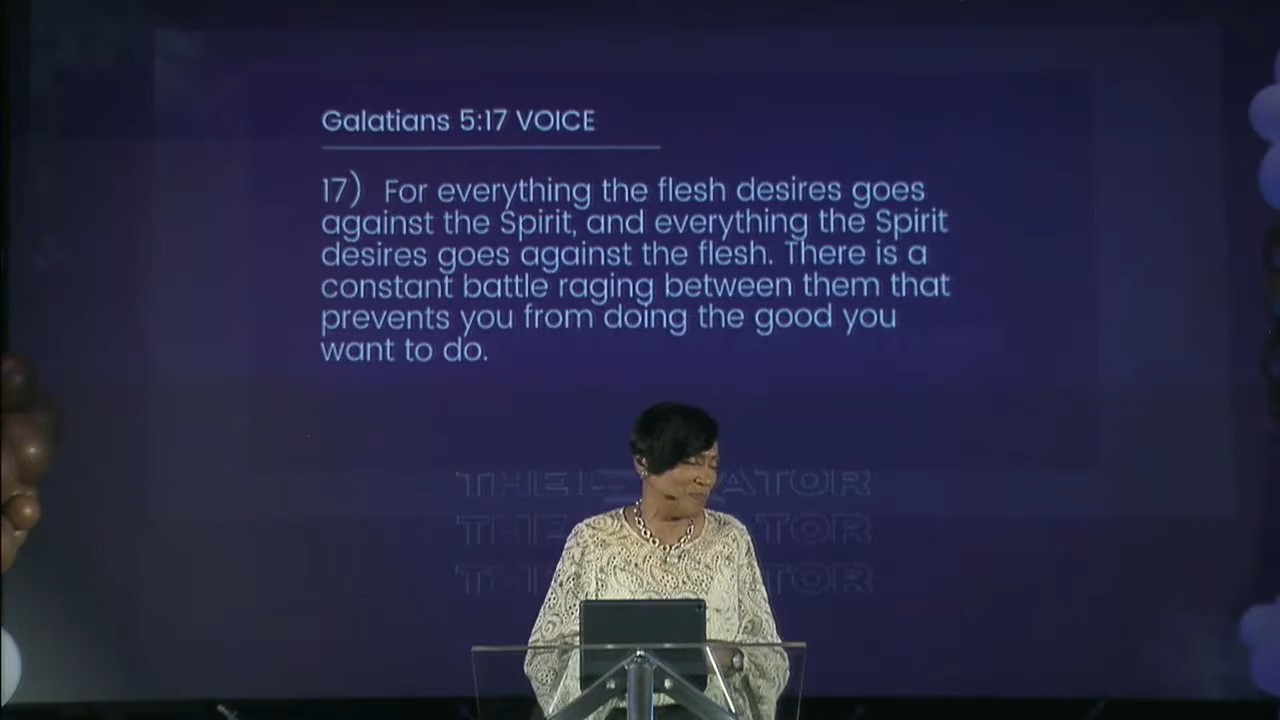 Galatians 5:17 VOICE
17) For everything the flesh desires goes
against the Spirit, and everything the Spirit
desires goes against the flesh. There is a
constant battle raging between them that
prevents you from doing the good you
want to do.
THE
THE